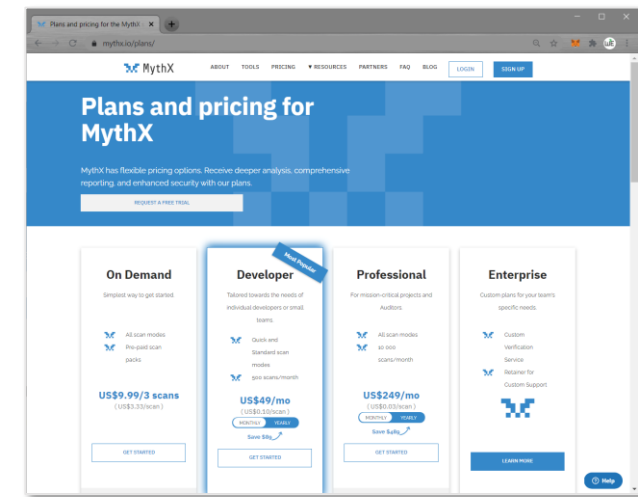 Plans and pricing for the MythX
mythx.io/plans/
MythX
ABOUT TOOLS PRICING ▼ RESOURCES PARTNERS FAQ BLOG LOGIN SIGN UP
Plans and pricing for
MythX
MythX has flexible pricing options. Receive deeper analysis, comprehensive
reporting, and enhanced security with our plans.
REQUEST A FREE TRIAL
On Demand
Simplest way to get started
All scan modes
Pre-paid scan
packs
US$9.99/3 scans
( US$3.33/scan )
GET STARTED
Most Popular
Developer
Tailored towards the needs of
individual developers or small
teams
Quick and
Standard scan
modes
500 scans/month
US$49/mo
( US$0.10/scan )
MONTHLY YEARLY
Save $89
GET STARTED
Professional
For mission-critical projects and
Auditors
All scan modes
10 000
scans/month
US$249/mo
( US$0.03/scan )
MONTHLY YEARLY
Save $489
GET STARTED
Enterprise
Custom plans for your team's
specific needs
Custom
Verification
Service
Retainer for
Custom Support
LEARN MORE
Help